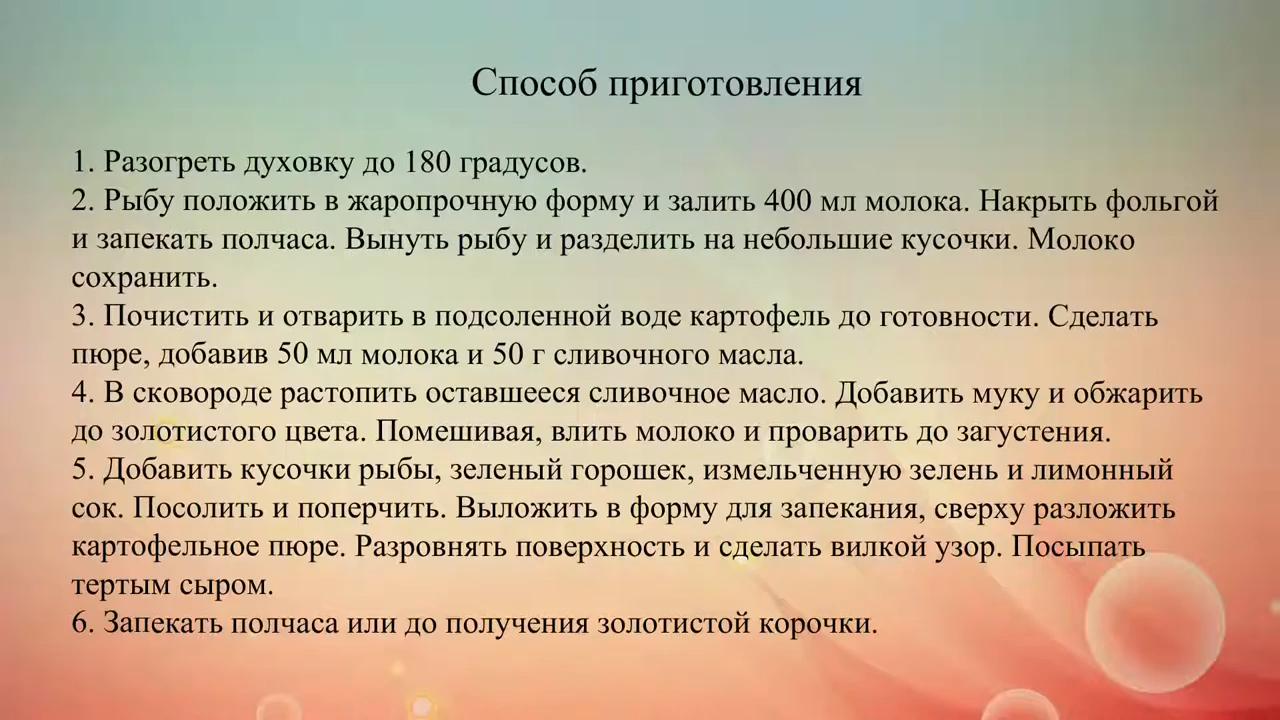 Способ приготовления
1. Разогреть духовку до 180 градусов.
2. Рыбу положить в жаропрочную форму и залить 400 мл молока. Накрыть фольгой
и запекать полчаса. Вынуть рыбу и разделить на небольшие кусочки. Молоко
сохранить.
3. Почистить и отварить в подсоленной воде картофель до готовности. Сделать
пюре, добавив 50 мл молока и 50 г сливочного масла.
4. В сковороде растопить оставшееся сливочное масло. Добавить муку и обжарить
до золотистого цвета. Помешивая, влить молоко и проварить до загустения.
5. Добавить кусочки рыбы, зеленый горошек, измельченную зелень и лимонный
сок. Посолить и поперчить. Выложить в форму для запекания, сверху разложить
картофельное пюре. Разровнять поверхность и сделать вилкой узор. Посыпать
тертым сыром.
6. Запекать полчаса или до получения золотистой корочки.